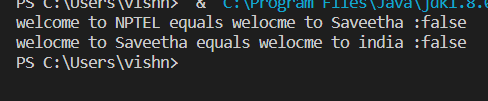 PS C:\Users\vishn>  & 'C:\Program Files\Java\jdk1.8.0
welcome to NPTEL equals welocme to Saveetha :false
welocme to Saveetha equals welocme to india :false
PS C:\Users\vishn>